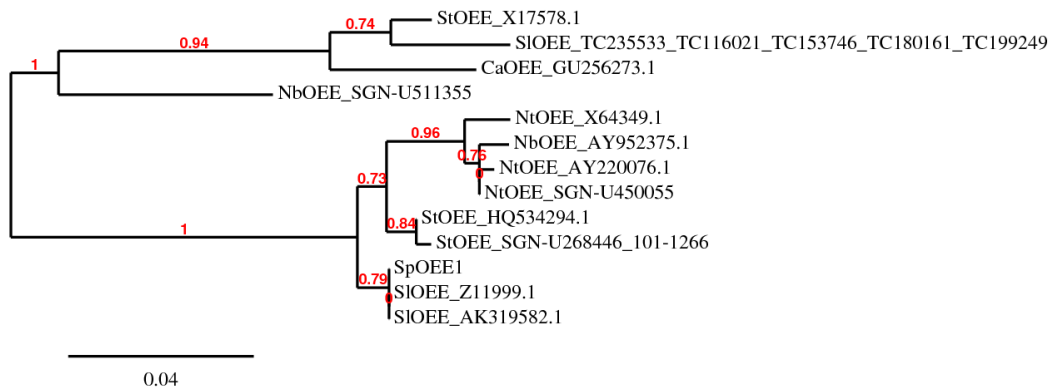 StOEE_X17578.1
0.74
SlOEE_TC235533_TC116021_TC153746_TC180161_TC199249
0.94
1
CaOEE_GU256273.1
NbOEE_SGN-U511355
NtOEE_X64349.1
0.96
NbOEE_AY952375.1
0.76
NtOEE_AY220076.1
0
NtOEE_SGN-U450055
0.73
StOEE_HQ534294.1
0.84
1
StOEE_SGN-U268446_101-1266
SpOEE1
0.79
SlOEE_Z11999.1
0
SlOEE_AK319582.1
0.04